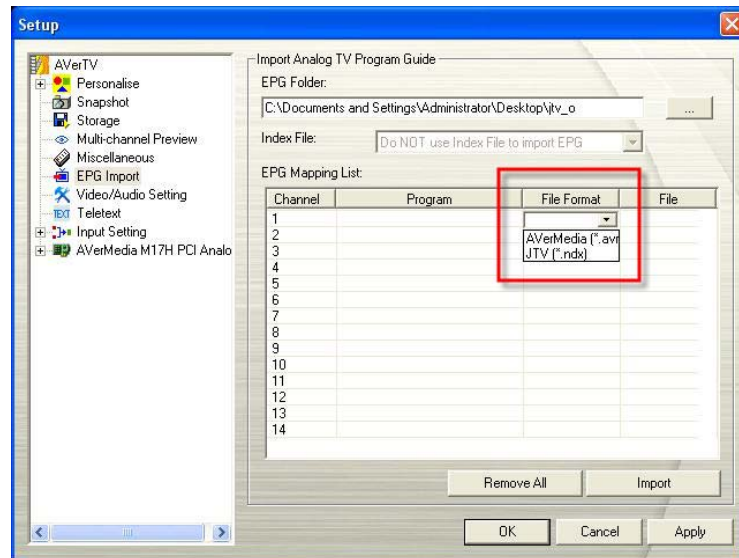 Setup
AVerTV
Personalise
Snapshot
Storage
Multi-channel Preview
Miscellaneous
EPG Import
Video/Audio Setting
TEXT Teletext
Input Setting
AVerMedia M17H PCI Analo
Import Analog TV Program Guide
EPG Folder:
C:\Documents and Settings\Administrator\Desktop\jtv_o
...
Index File:
Do NOT use Index File to import EPG
EPG Mapping List:
Channel Program File Format File
1
2 AVerMedia (*.avr
3 JTV (*.ndx)
4
5
6
7
8
9
10
11
12
13
14
Remove All Import
OK Cancel Apply